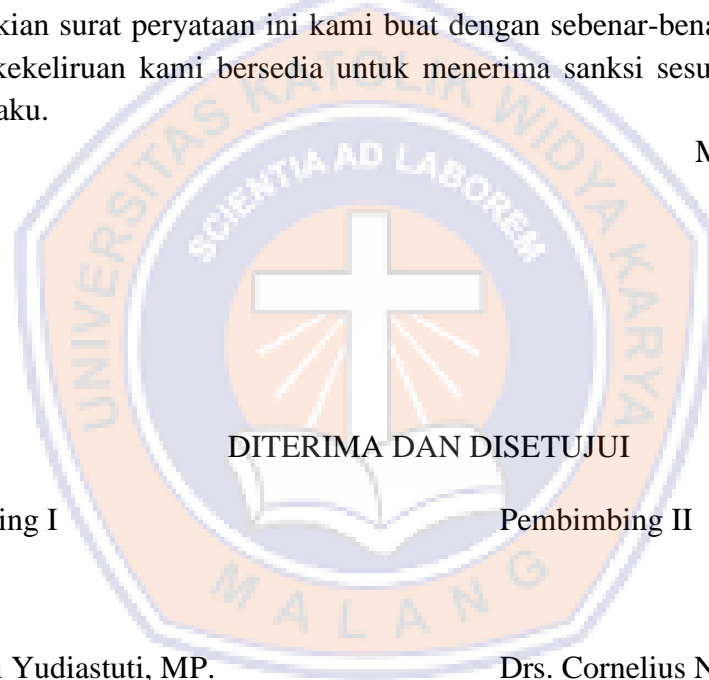 kian surat peryataan ini kami buat dengan sebenar-bena
kekeliruan kami bersedia untuk menerima sanksi sesu
aku.
M
UNIVERSITAS KATOLIK WIDYA KARYA
SCIENTIA AD LABOREM
DITERIMA DAN DISETUJUI
ing I Pembimbing II
MALANG
i Yudiastuti, MP. Drs. Cornelius N